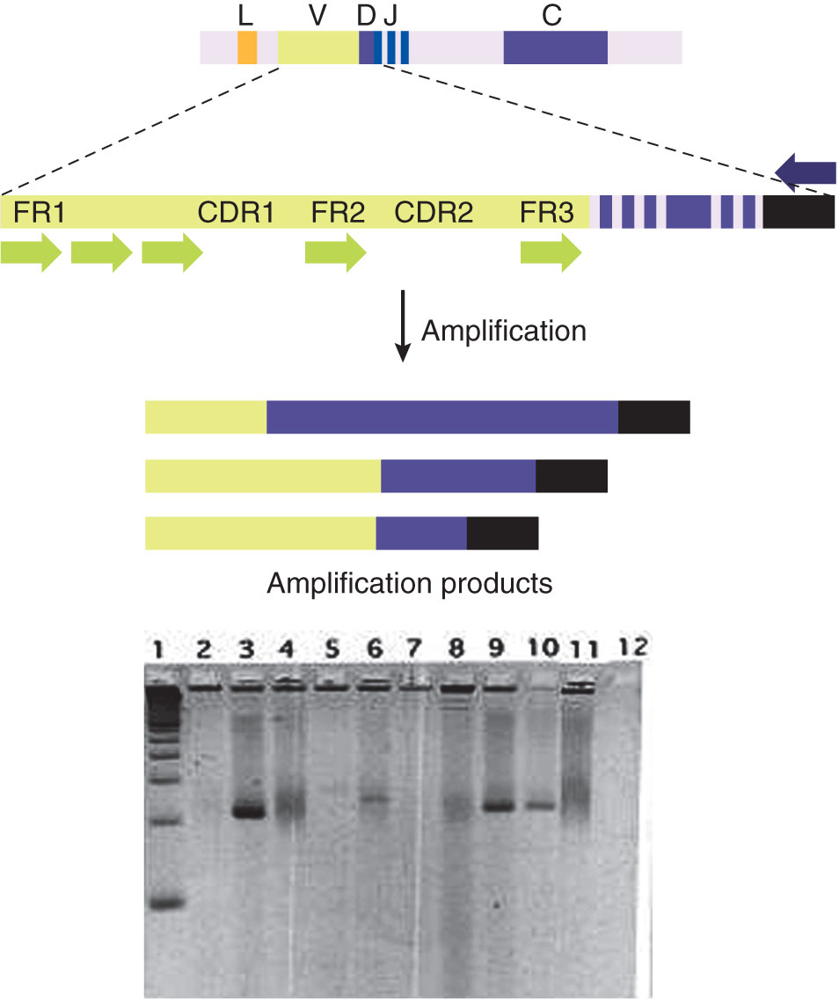 L V D J C
FR1 CDR1 FR2 CDR2 FR3
Amplification
Amplification products
1 2 3 4 5 6 7 8 9 10 11 12